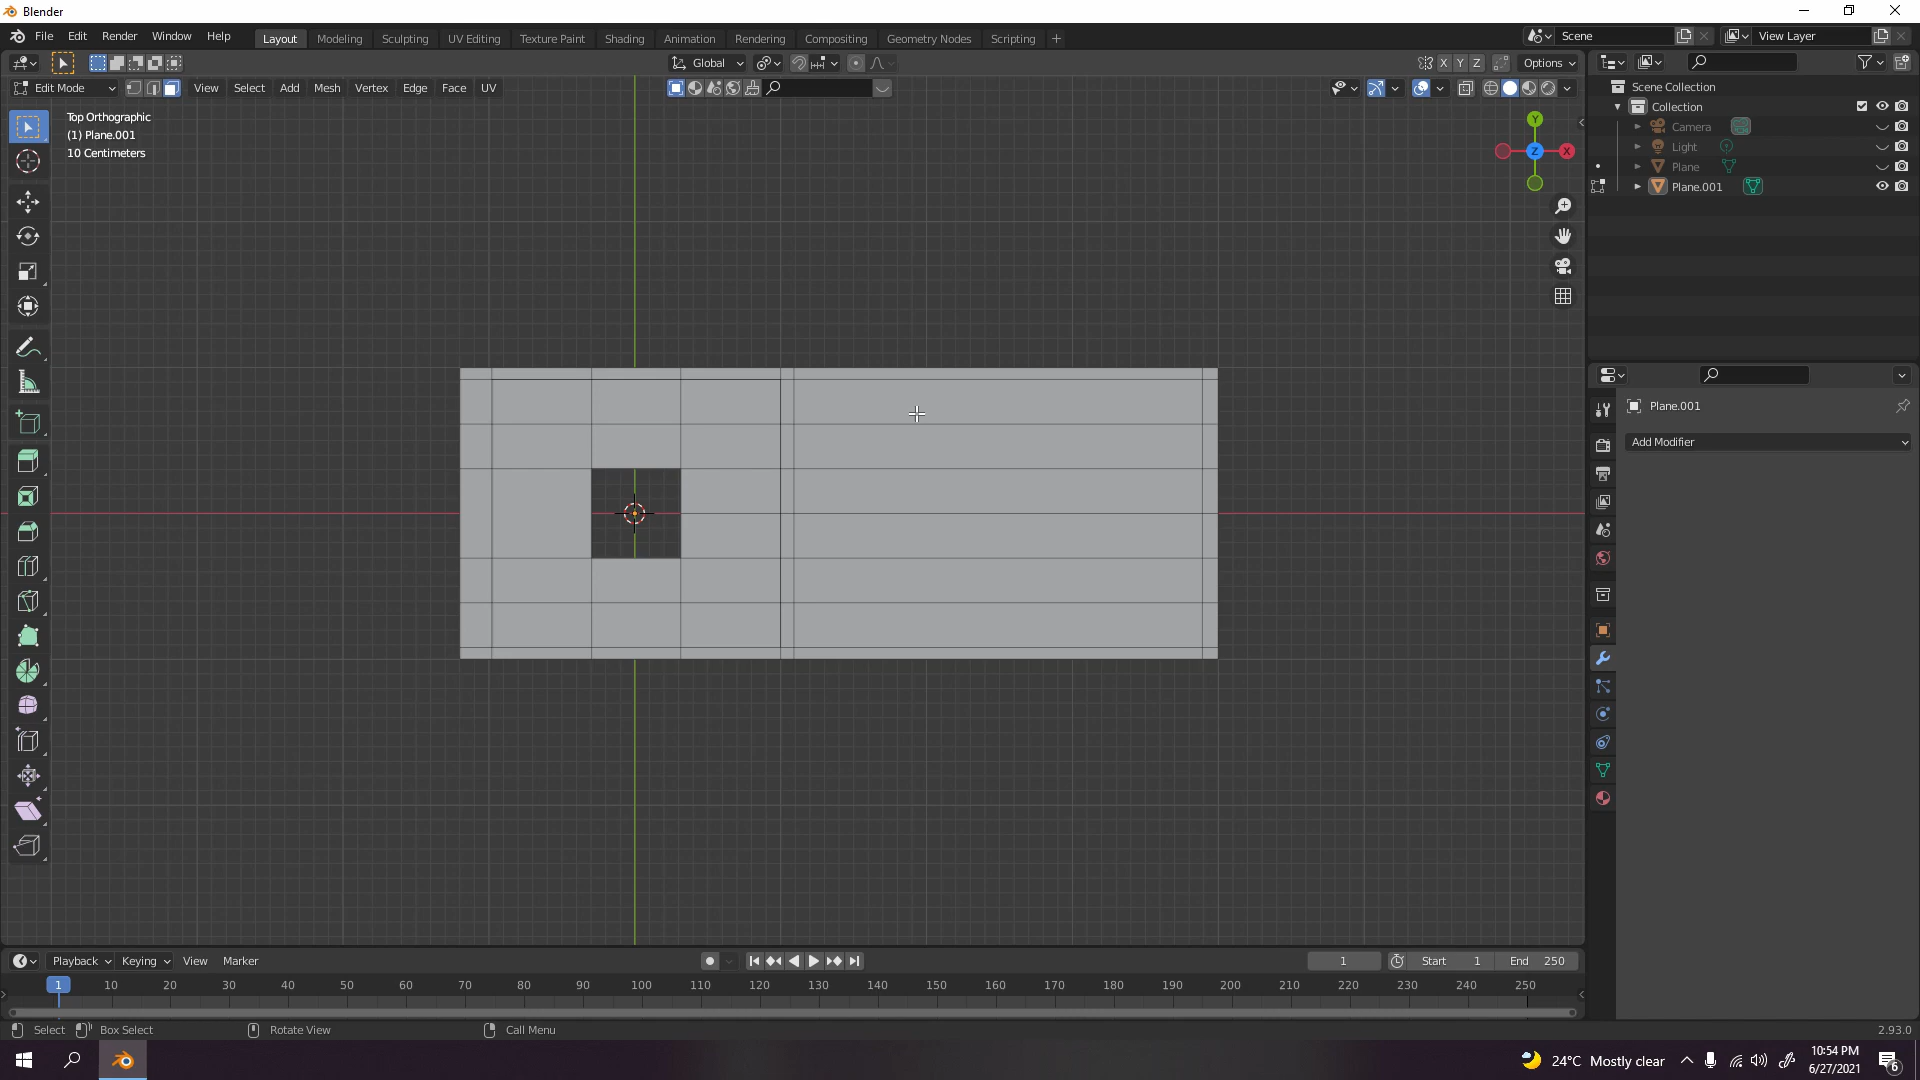 Blender
File Edit Render Window Help Layout Modeling Sculpting UV Editing Texture Paint Shading Animation Rendering Compositing Geometry Nodes Scripting + Scene View Layer
Global X Y Z Options
Edit Mode View Select Add Mesh Vertex Edge Face UV
Top Orthographic
(1) Plane.001
10 Centimeters
Y
Z X
Scene Collection
Collection
Camera
Light
Plane
Plane.001
Plane.001
Add Modifier
Playback Keying View Marker 1 Start 1 End 250
1 10 20 30 40 50 60 70 80 90 100 110 120 130 140 150 160 170 180 190 200 210 220 230 240 250
Select Box Select Rotate View Call Menu 2.93.0
24°C Mostly clear 10:54 PM
6/27/2021 6